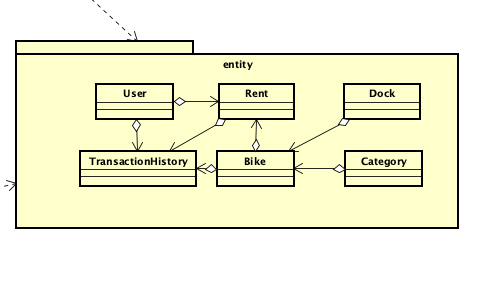 entity
User
Rent
Dock
TransactionHistory
Bike
Category